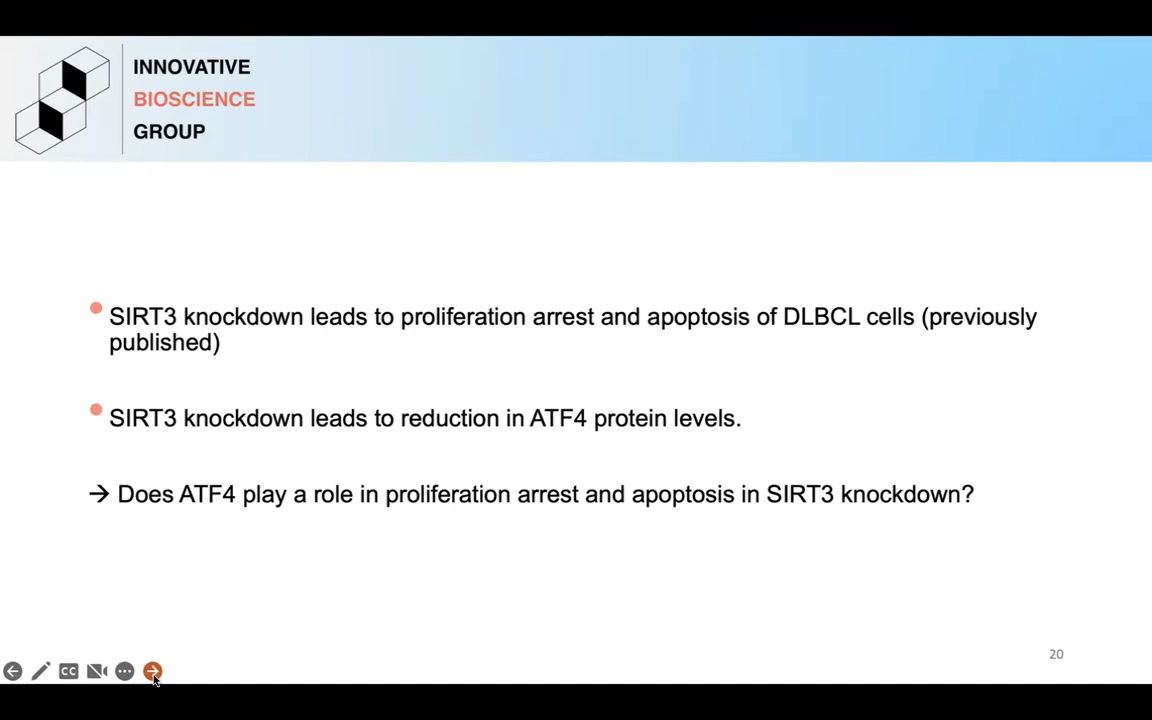 INNOVATIVE
BIOSCIENCE
GROUP
• SIRT3 knockdown leads to proliferation arrest and apoptosis of DLBCL cells (previously
published)
• SIRT3 knockdown leads to reduction in ATF4 protein levels.
→ Does ATF4 play a role in proliferation arrest and apoptosis in SIRT3 knockdown?
20
CC